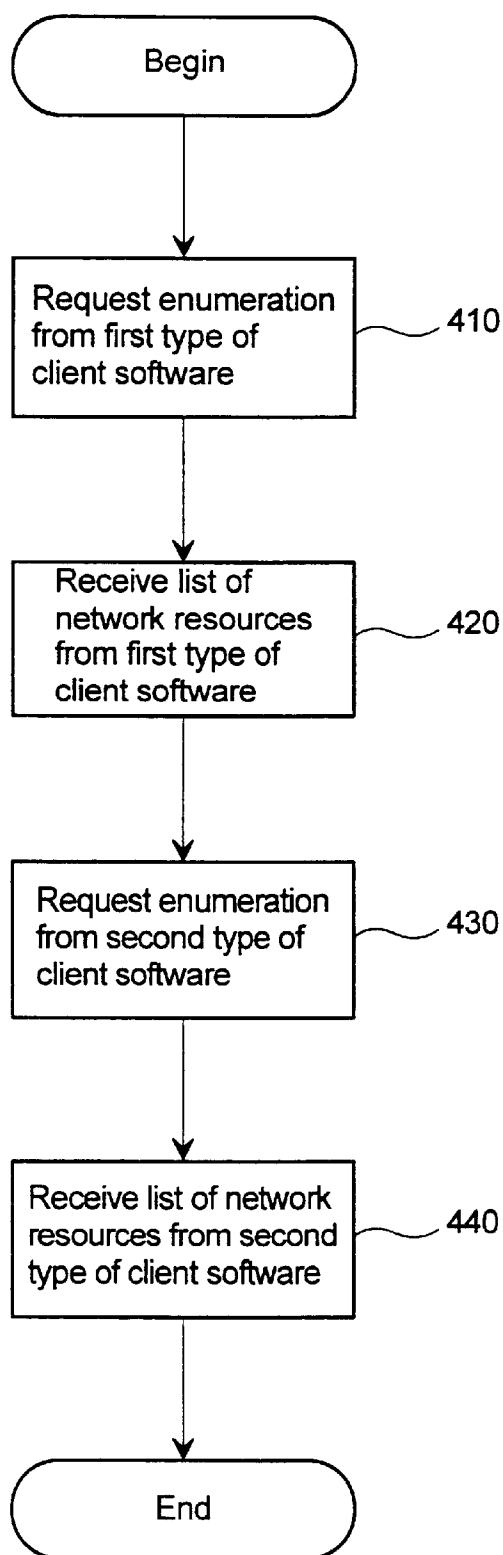 Begin
Request enumeration
from first type of
client software
410
Receive list of
network resources
from first type of
client software
420
Request enumeration
from second type of
client software
430
Receive list of network
resources from second
type of client software
440
End